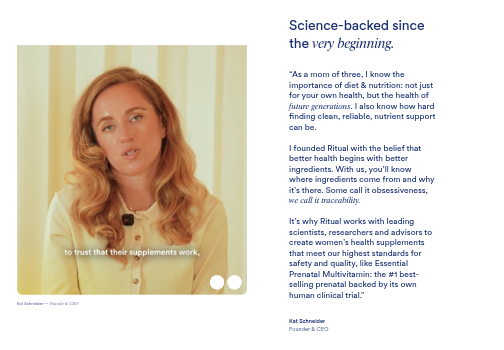 Science-backed since
the very beginning.
“As a mom of three, I know the
importance of diet & nutrition: not just
for your own health, but the health of
future generations. I also know how hard
finding clean, reliable, nutrient support
can be.
I founded Ritual with the belief that
better health begins with better
ingredients. With us, you’ll know
where ingredients come from and why
it’s there. Some call it obsessiveness,
we call it traceability.
It’s why Ritual works with leading
scientists, researchers and advisors to
create women’s health supplements
that meet our highest standards for
safety and quality, like Essential
Prenatal Multivitamin: the #1 best-
selling prenatal backed by its own
human clinical trial.”
Kat Schneider
Founder & CEO
to trust that their supplements work,
Kat Schneider — Founder & CEO